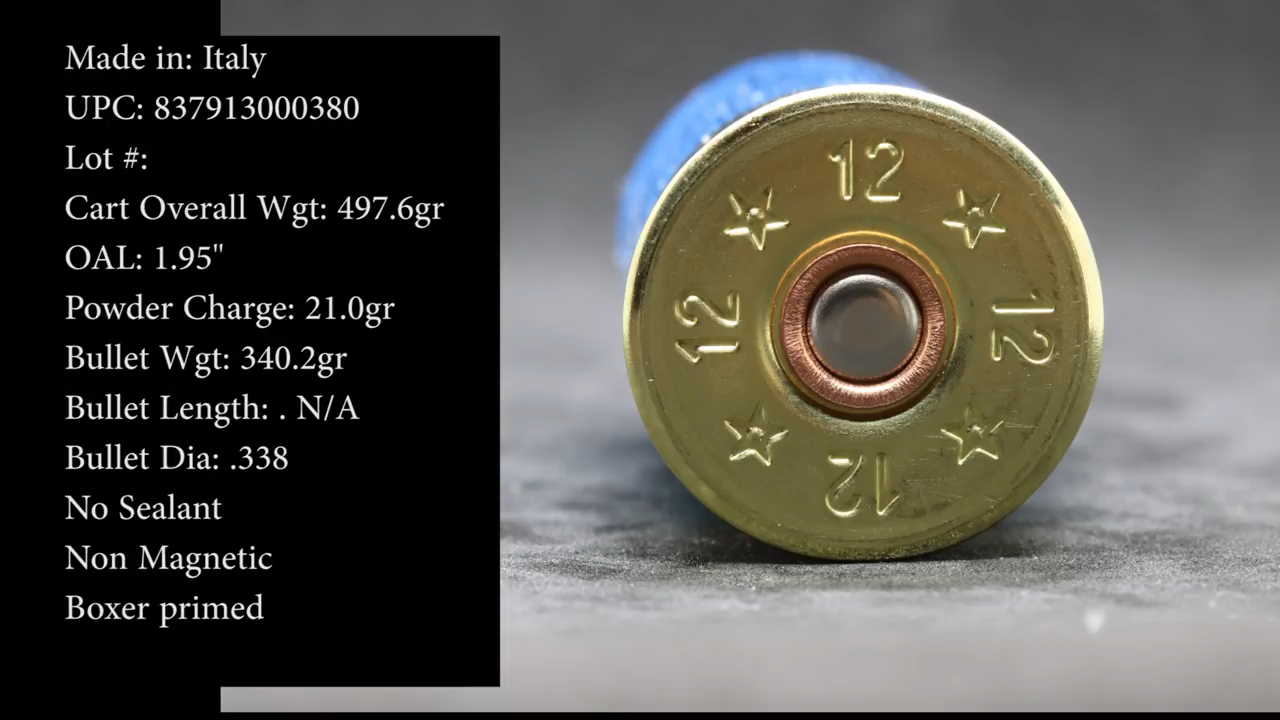 Made in: Italy
UPC: 837913000380
Lot #:
Cart Overall Wgt: 497.6gr
OAL: 1.95"
Powder Charge: 21.0gr
Bullet Wgt: 340.2gr
Bullet Length: . N/A
Bullet Dia: .338
No Sealant
Non Magnetic
Boxer primed
12
12
12
12